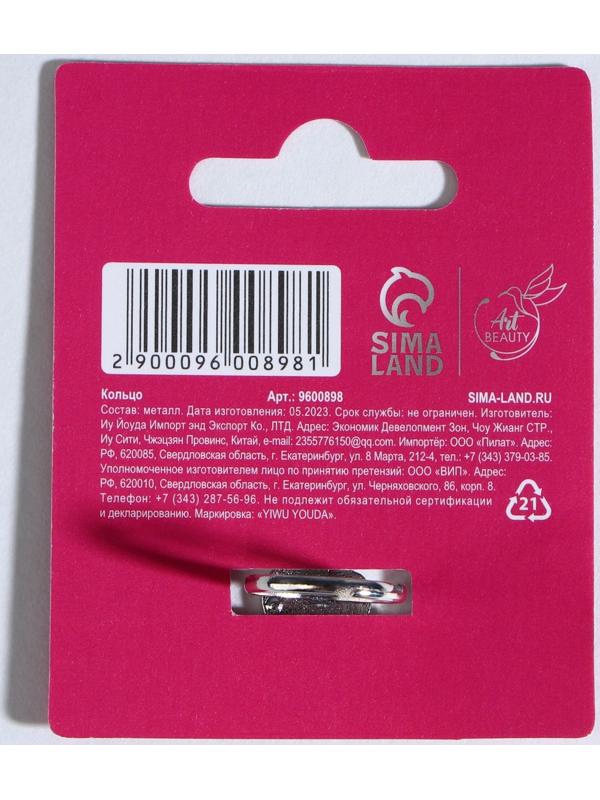 2 900096 008981
SIMA
LAND
Art
BEAUTY
Кольцо Арт.: 9600898 SIMA-LAND.RU
Состав: металл. Дата изготовления: 05.2023. Срок службы: не ограничен. Изготовитель:
Иу Йоуда Импорт энд Экспорт Ко., ЛТД. Адрес: Экономик Девелопмент Зон, Чоу Жианг СТР.,
Иу Сити, Чжэцзян Провинс, Китай, e-mail: 2355776150@qq.com. Импортёр: ООО «Пилат». Адрес:
РФ, 620085, Свердловская область, г. Екатеринбург, ул. 8 Марта, 212-4, тел.: +7 (343) 379-03-85.
Уполномоченное изготовителем лицо по принятию претензий: ООО «ВИП». Адрес:
РФ, 620010, Свердловская область, г. Екатеринбург, ул. Черняховского, 86, корп. 8.
Телефон: +7 (343) 287-56-96. Не подлежит обязательной сертификации
и декларированию. Маркировка: «YIWU YOUDA».
21